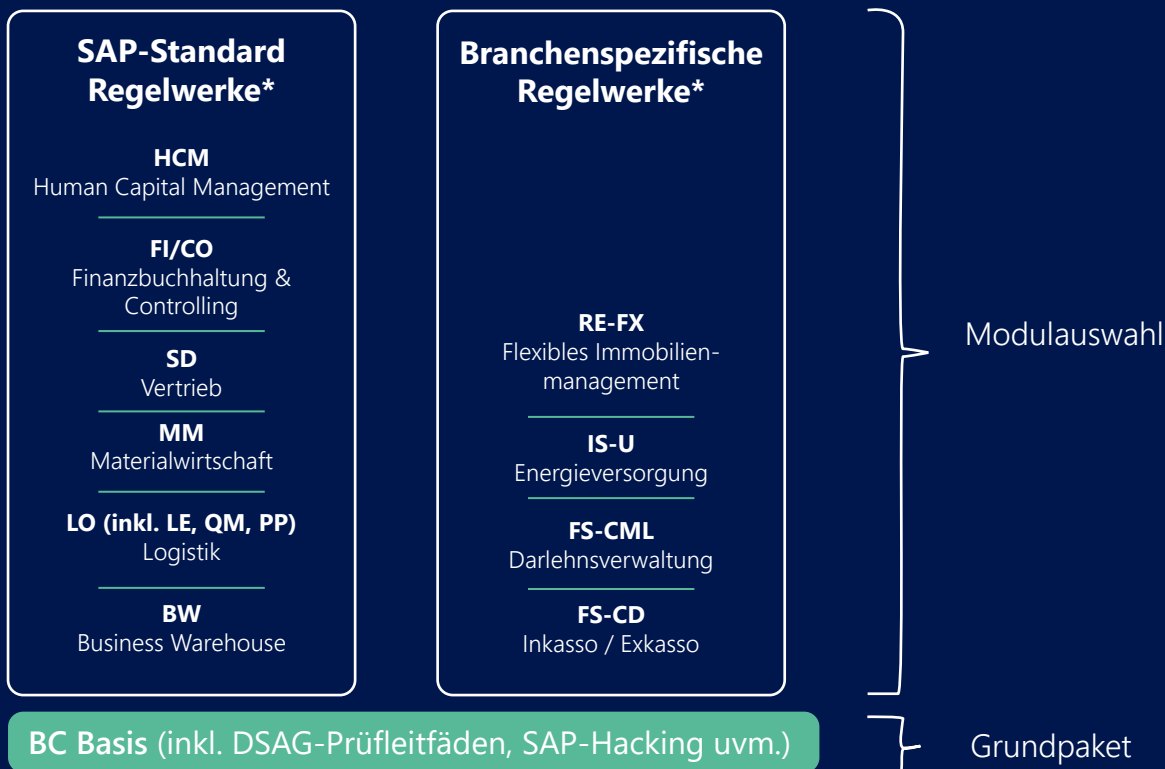 SAP-Standard
Regelwerke*
HCM
Human Capital Management
FI/CO
Finanzbuchhaltung &
Controlling
SD
Vertrieb
MM
Materialwirtschaft
LO (inkl. LE, QM, PP)
Logistik
BW
Business Warehouse
Branchenspezifische
Regelwerke*
RE-FX
Flexibles Immobilien-
management
IS-U
Energieversorgung
FS-CML
Darlehnsverwaltung
FS-CD
Inkasso / Exkasso
Modulauswahl
BC Basis (inkl. DSAG-Prüfleitfäden, SAP-Hacking uvm.)
Grundpaket